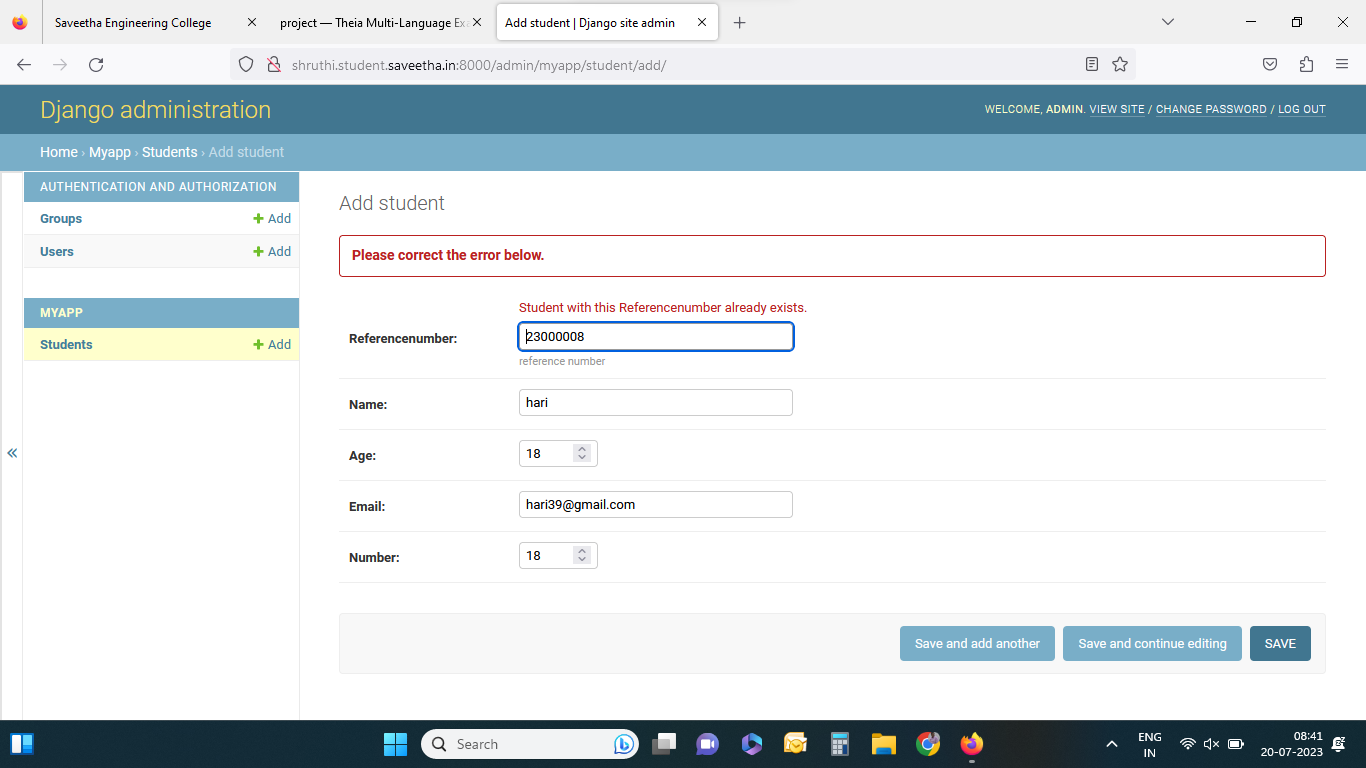 Saveetha Engineering College
project — Theia Multi-Language Ex
Add student | Django site admin
shruthi.student.saveetha.in:8000/admin/myapp/student/add/
Django administration
WELCOME, ADMIN. VIEW SITE / CHANGE PASSWORD / LOG OUT
Home › Myapp › Students › Add student
AUTHENTICATION AND AUTHORIZATION
Groups + Add
Users + Add
MYAPP
Students + Add
«
Add student
Please correct the error below.
Student with this Referencenumber already exists.
Referencenumber: 23000008
reference number
Name: hari
Age: 18
Email: hari39@gmail.com
Number: 18
Save and add another Save and continue editing SAVE
Search
ENG
IN
08:41
20-07-2023